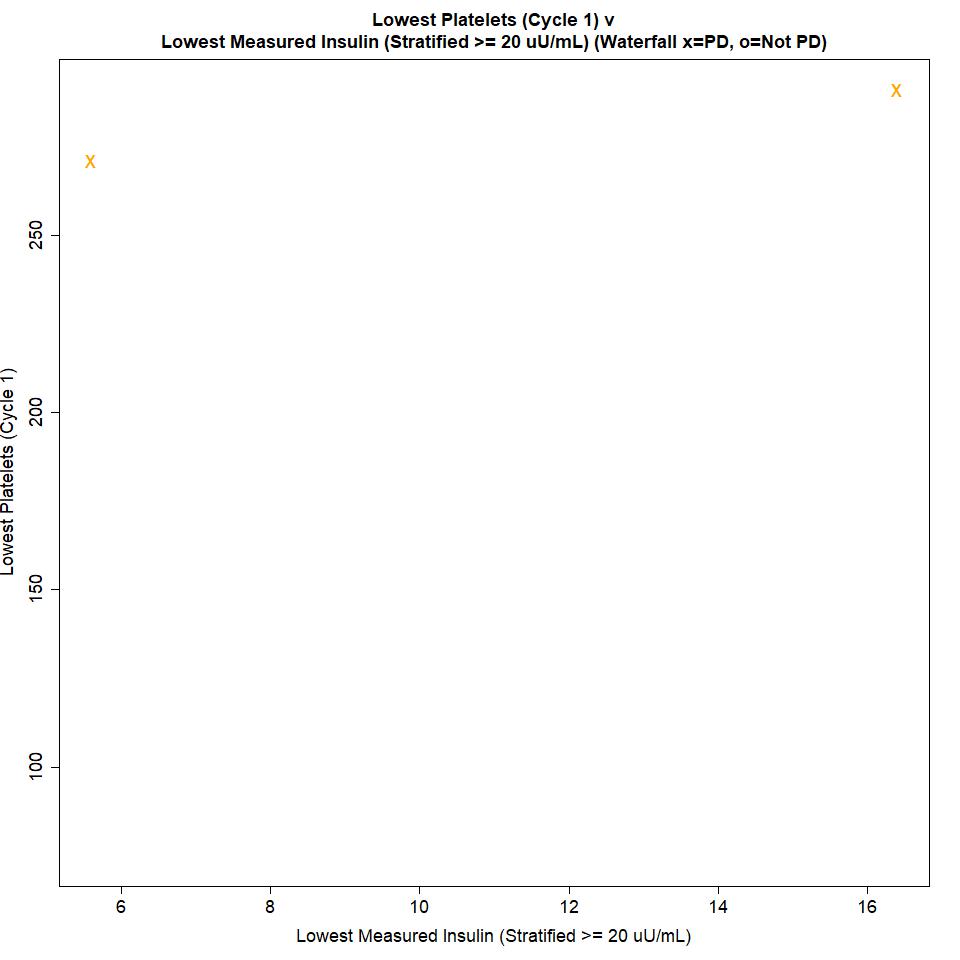 Lowest Platelets (Cycle 1) v
Lowest Measured Insulin (Stratified >= 20 uU/mL) (Waterfall x=PD, o=Not PD)
X
X
250
200
150
100
Lowest Platelets (Cycle 1)
6 8 10 12 14 16
Lowest Measured Insulin (Stratified >= 20 uU/mL)